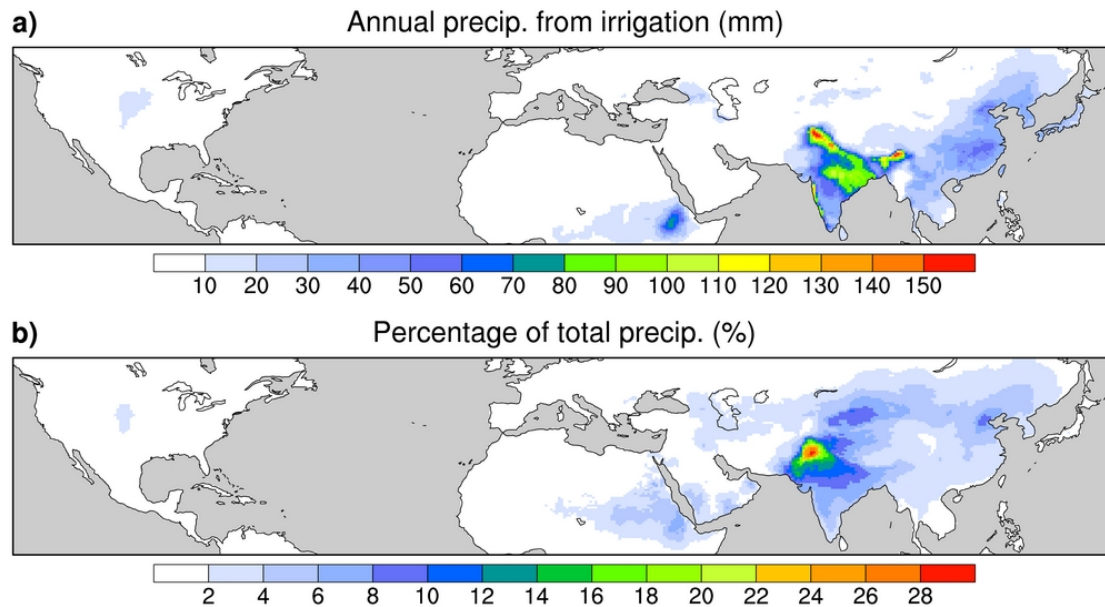 a) Annual precip. from irrigation (mm)
10 20 30 40 50 60 70 80 90 100 110 120 130 140 150
b) Percentage of total precip. (%)
2 4 6 8 10 12 14 16 18 20 22 24 26 28